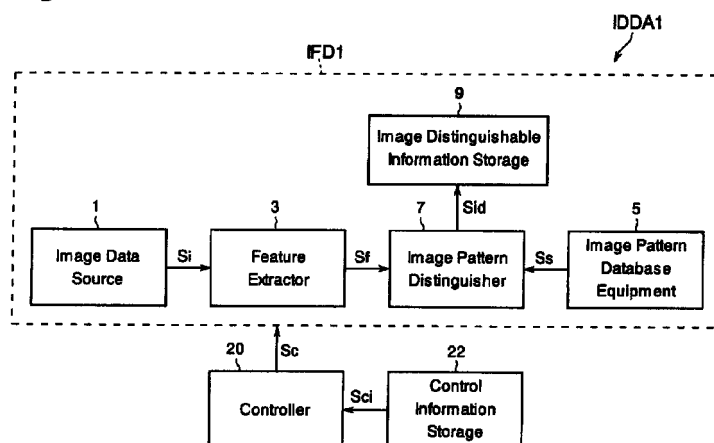 IDDA1
IFD1
9
Image Distinguishable
Information Storage
1
3
7
Sid
5
Image Data
Source
Si
Feature
Extractor
Sf
Image Pattern
Distinguisher
Ss
Image Pattern
Database
Equipment
20
Sc
22
Controller
Sci
Control
Information
Storage